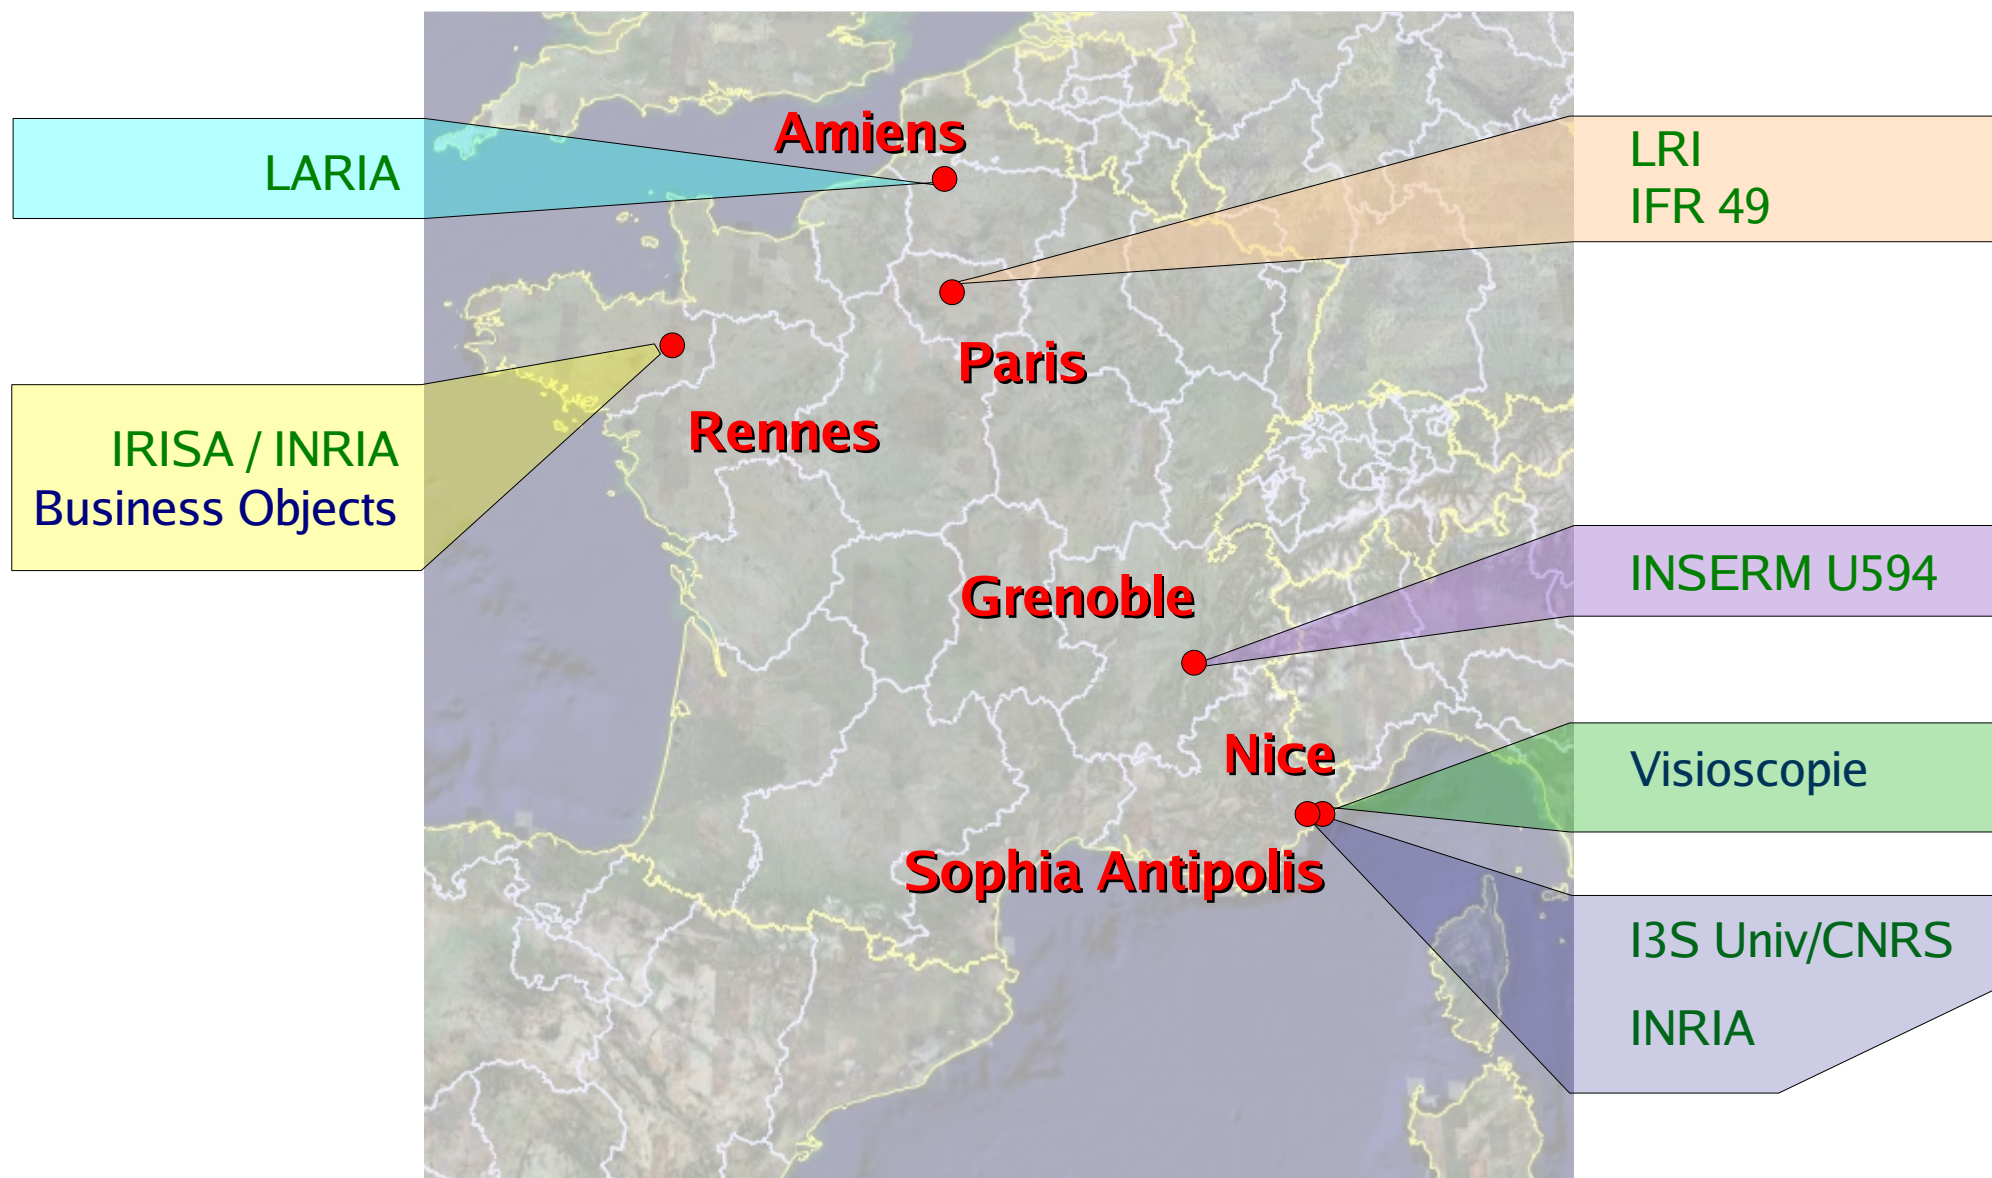 Amiens
LARIA
LRI
IFR 49
Paris
Rennes
IRISA / INRIA
Business Objects
Grenoble
INSERM U594
Nice
Visioscopie
Sophia Antipolis
I3S Univ/CNRS
INRIA